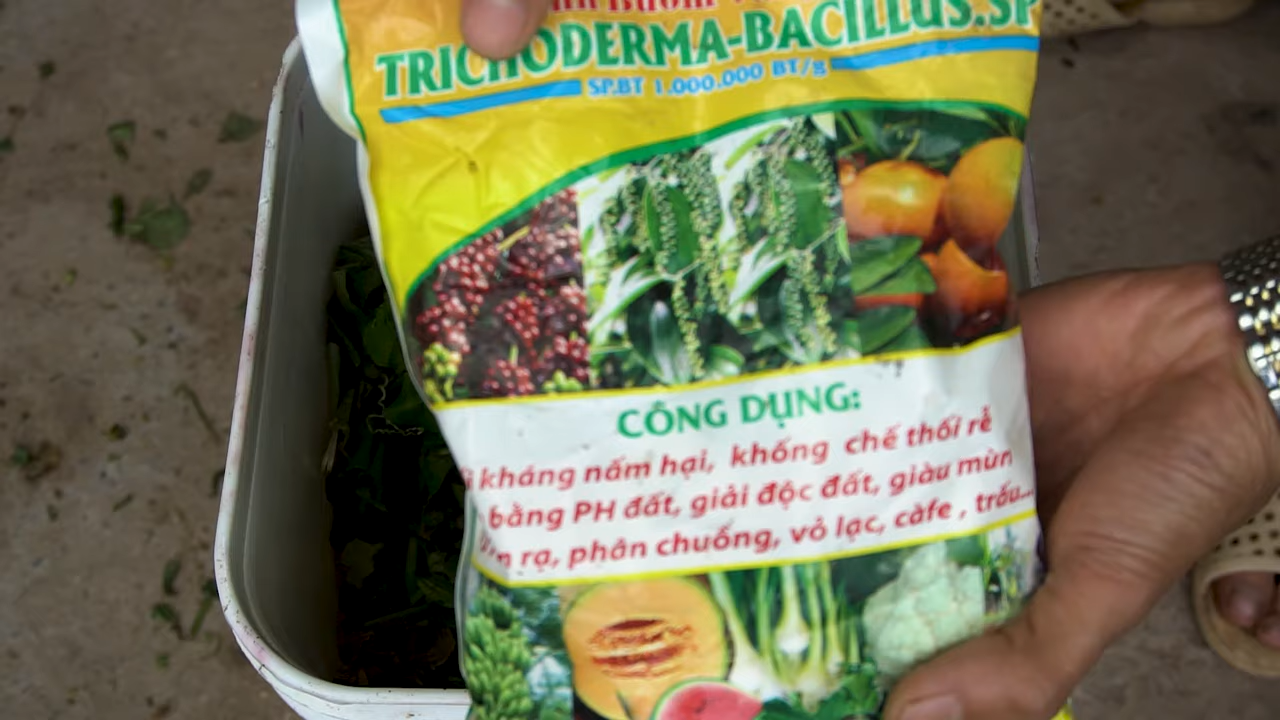 TRICHODERMA-BACILLUS.SP
SP.BT 1.000.000 BT/g
CÔNG DỤNG:
kháng nấm hại, khống chế thối rễ
bằng PH đất, giải độc đất, giàu mùn
rạ, phân chuồng, vỏ lạc, càfe , trấu...